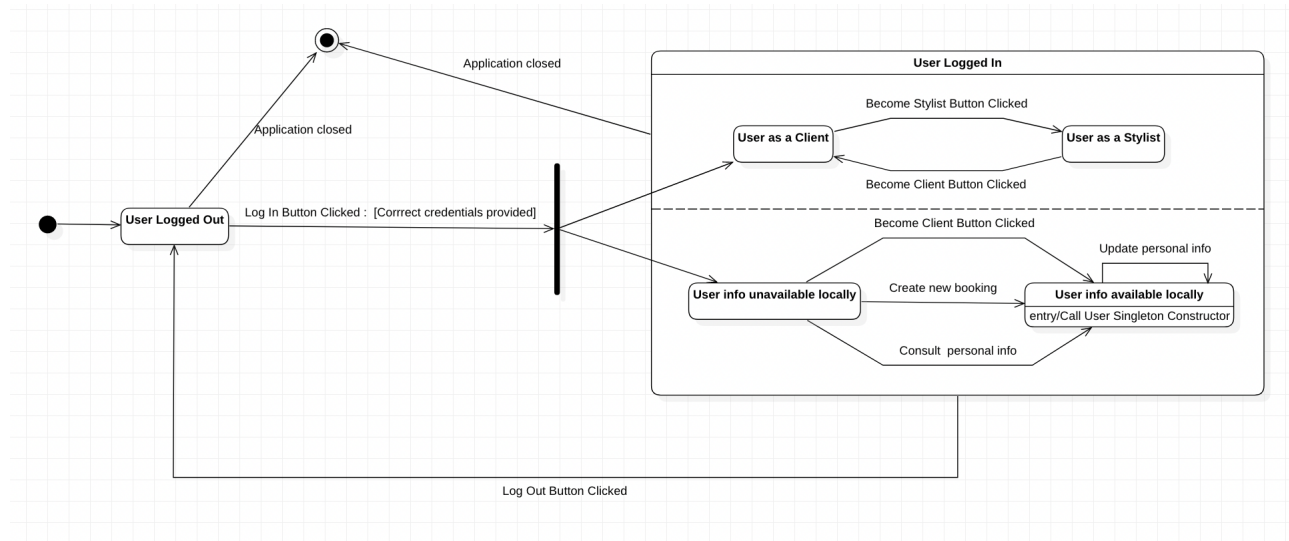 Application closed
User Logged In
Become Stylist Button Clicked
Application closed
User as a Client
User as a Stylist
Become Client Button Clicked
Log In Button Clicked :  [Corrrect credentials provided]
User Logged Out
Become Client Button Clicked
Update personal info
Create new booking
User info unavailable locally
User info available locally
entry/Call User Singleton Constructor
Consult  personal info
Log Out Button Clicked